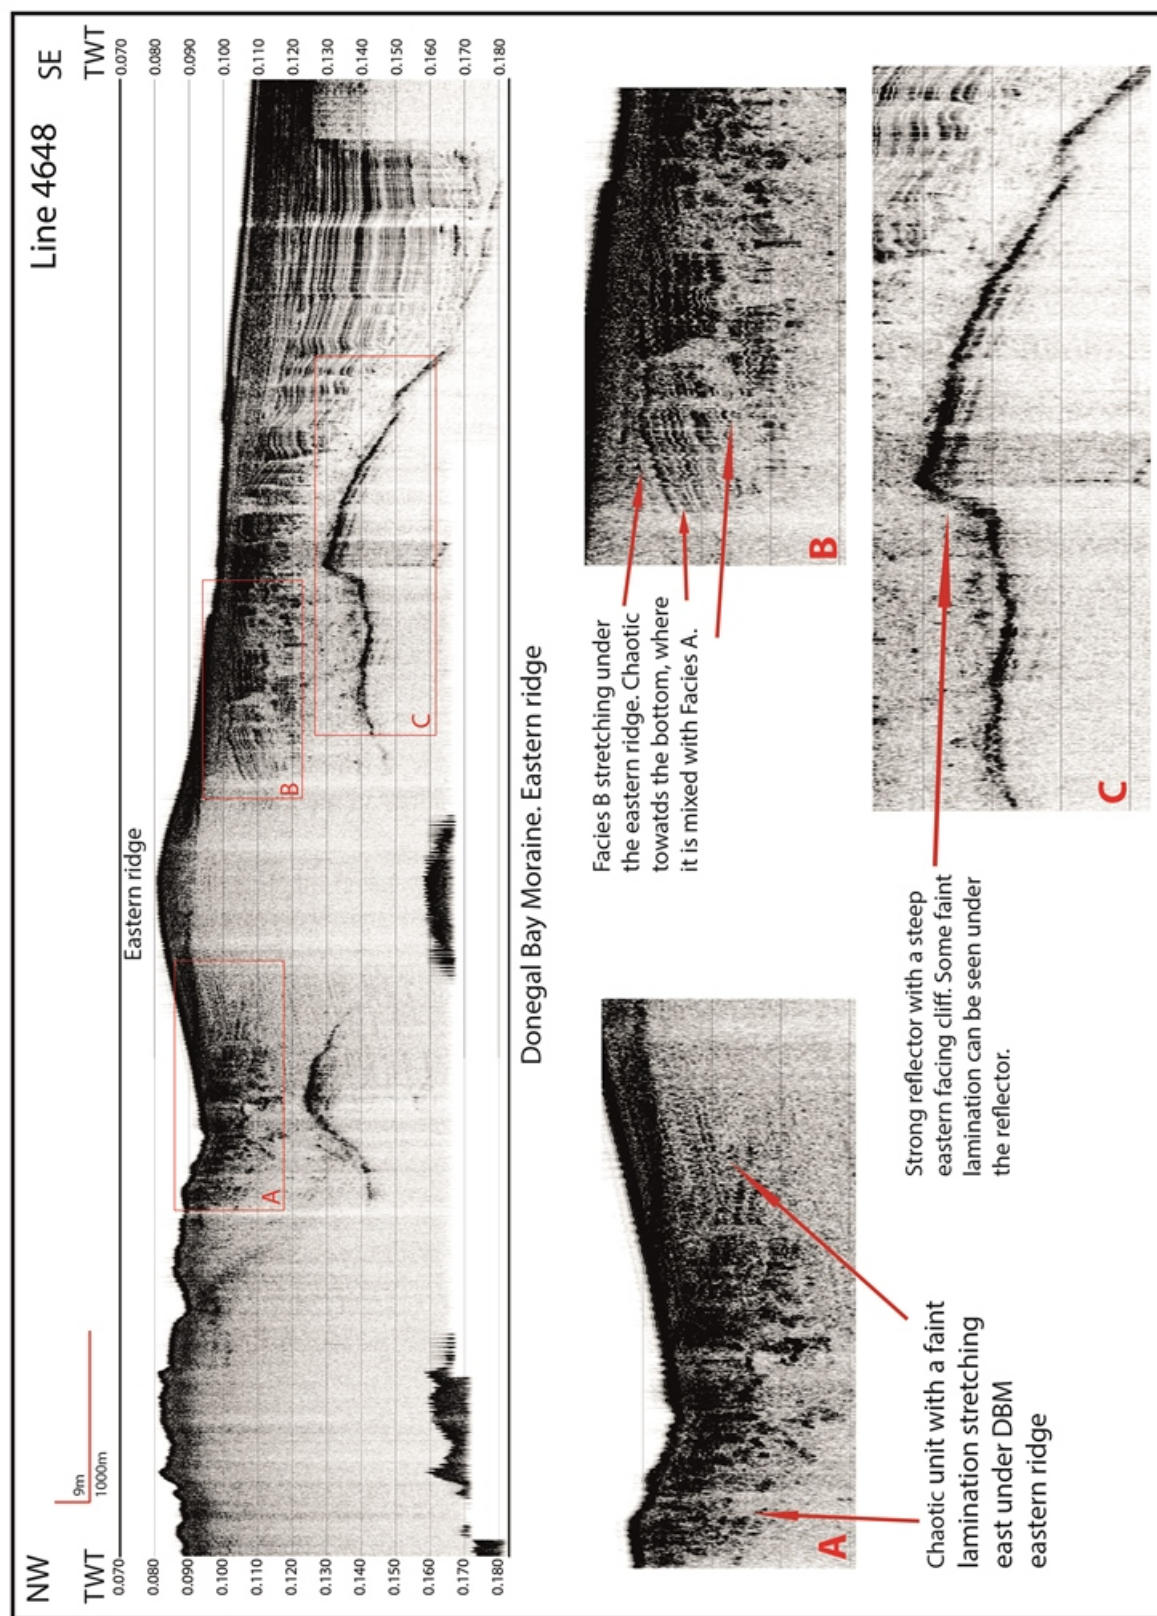 NW
Line 4648
SE
TWT
TWT
0.070
0.080
0.090
0.100
0.110
0.120
0.130
0.140
0.150
0.160
0.170
0.180
0.070
0.080
0.090
0.100
0.110
0.120
0.130
0.140
0.150
0.160
0.170
0.180
9m
1000m
Eastern ridge
A
B
C
Donegal Bay Moraine. Eastern ridge
A
Chaotic unit with a faint
lamination stretching
east under DBM
eastern ridge
Facies B stretching under
the eastern ridge. Chaotic
towatds the bottom, where
it is mixed with Facies A.
B
Strong reflector with a steep
eastern facing cliff. Some faint
lamination can be seen under
the reflector.
C